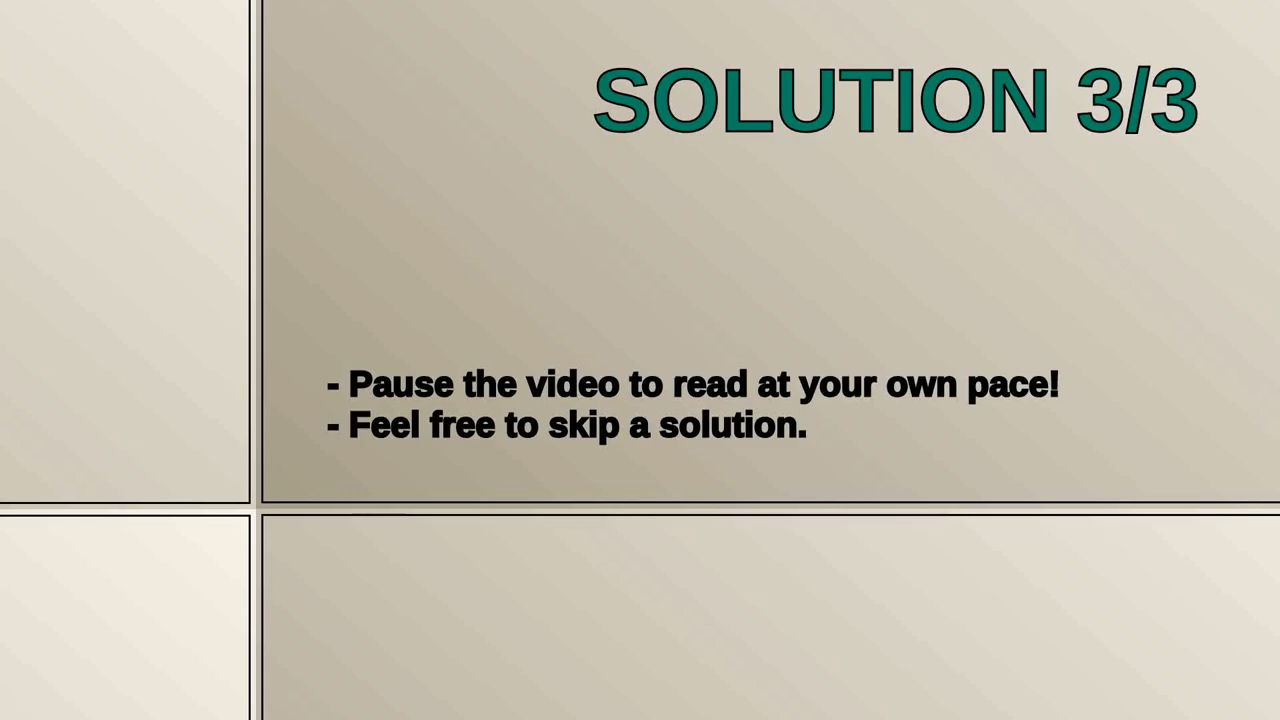 SOLUTION 3/3
- Pause the video to read at your own pace!
- Feel free to skip a solution.